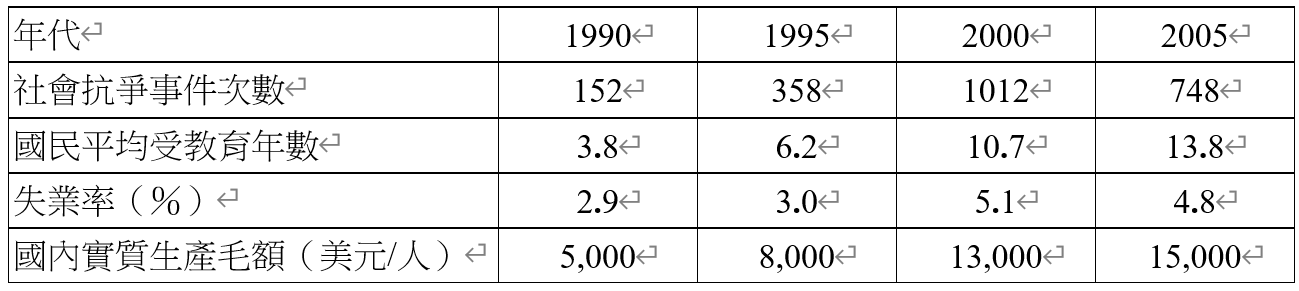 年代 1990 1995 2000 2005
社會抗爭事件次數 152 358 1012 748
國民平均受教育年數 3.8 6.2 10.7 13.8
失業率（％） 2.9 3.0 5.1 4.8
國內實質生產毛額（美元/人） 5,000 8,000 13,000 15,000